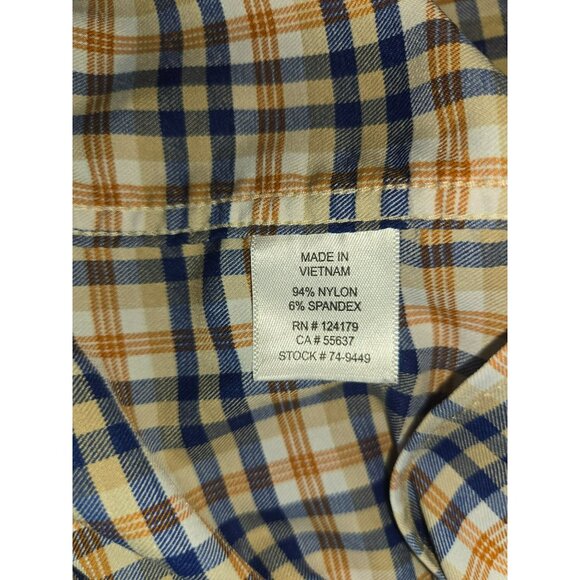 MADE IN
VIETNAM
94% NYLON
6% SPANDEX
RN # 124179
CA # 55637
STOCK # 74-9449